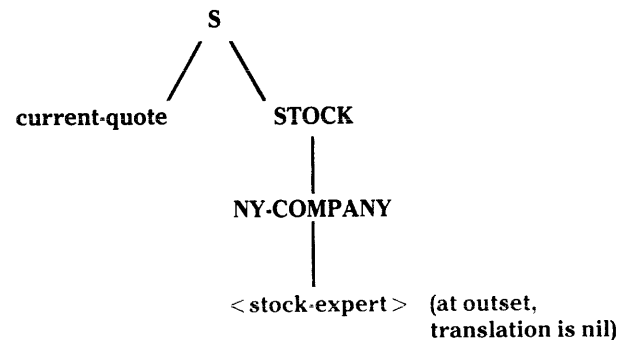 S
current-quote STOCK
NY-COMPANY
<stock-expert> (at outset,
translation is nil)